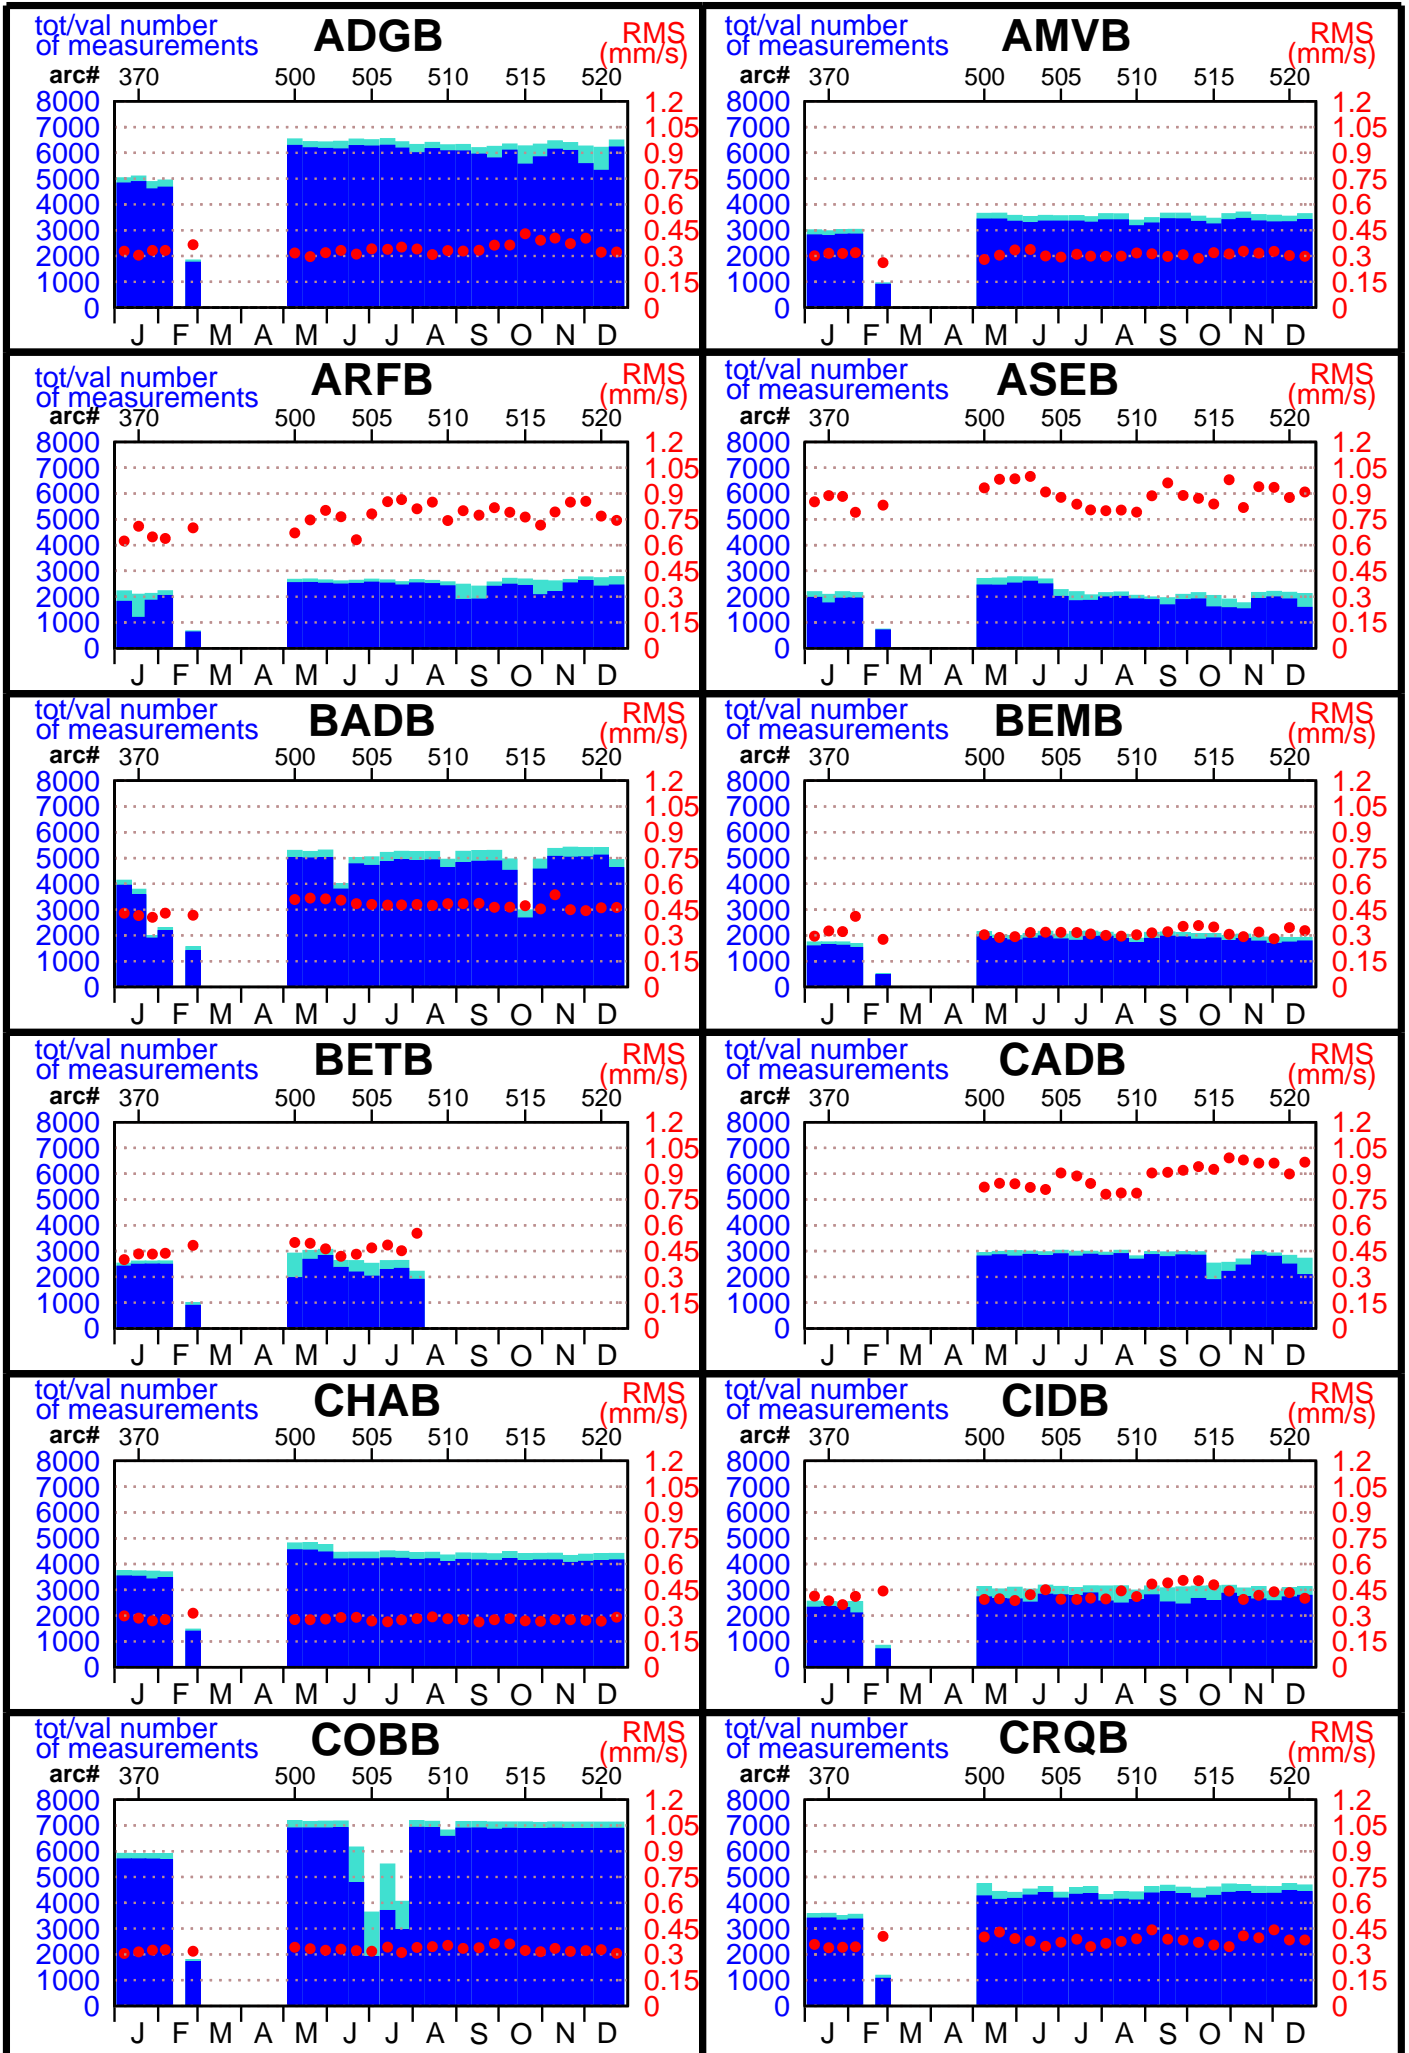 tot/val number ADGB RMS
of measurements (mm/s)
arc# 370 500 505 510 515 520
8000 1.2
7000 1.05
6000 0.9
5000 0.75
4000 0.6
3000 0.45
2000 0.3
1000 0.15
0 0
J F M A M J J A S O N D
tot/val number AMVB RMS
of measurements (mm/s)
arc# 370 500 505 510 515 520
8000 1.2
7000 1.05
6000 0.9
5000 0.75
4000 0.6
3000 0.45
2000 0.3
1000 0.15
0 0
J F M A M J J A S O N D
tot/val number ARFB RMS
of measurements (mm/s)
arc# 370 500 505 510 515 520
8000 1.2
7000 1.05
6000 0.9
5000 0.75
4000 0.6
3000 0.45
2000 0.3
1000 0.15
0 0
J F M A M J J A S O N D
tot/val number ASEB RMS
of measurements (mm/s)
arc# 370 500 505 510 515 520
8000 1.2
7000 1.05
6000 0.9
5000 0.75
4000 0.6
3000 0.45
2000 0.3
1000 0.15
0 0
J F M A M J J A S O N D
tot/val number BADB RMS
of measurements (mm/s)
arc# 370 500 505 510 515 520
8000 1.2
7000 1.05
6000 0.9
5000 0.75
4000 0.6
3000 0.45
2000 0.3
1000 0.15
0 0
J F M A M J J A S O N D
tot/val number BEMB RMS
of measurements (mm/s)
arc# 370 500 505 510 515 520
8000 1.2
7000 1.05
6000 0.9
5000 0.75
4000 0.6
3000 0.45
2000 0.3
1000 0.15
0 0
J F M A M J J A S O N D
tot/val number BETB RMS
of measurements (mm/s)
arc# 370 500 505 510 515 520
8000 1.2
7000 1.05
6000 0.9
5000 0.75
4000 0.6
3000 0.45
2000 0.3
1000 0.15
0 0
J F M A M J J A S O N D
tot/val number CADB RMS
of measurements (mm/s)
arc# 370 500 505 510 515 520
8000 1.2
7000 1.05
6000 0.9
5000 0.75
4000 0.6
3000 0.45
2000 0.3
1000 0.15
0 0
J F M A M J J A S O N D
tot/val number CHAB RMS
of measurements (mm/s)
arc# 370 500 505 510 515 520
8000 1.2
7000 1.05
6000 0.9
5000 0.75
4000 0.6
3000 0.45
2000 0.3
1000 0.15
0 0
J F M A M J J A S O N D
tot/val number CIDB RMS
of measurements (mm/s)
arc# 370 500 505 510 515 520
8000 1.2
7000 1.05
6000 0.9
5000 0.75
4000 0.6
3000 0.45
2000 0.3
1000 0.15
0 0
J F M A M J J A S O N D
tot/val number COBB RMS
of measurements (mm/s)
arc# 370 500 505 510 515 520
8000 1.2
7000 1.05
6000 0.9
5000 0.75
4000 0.6
3000 0.45
2000 0.3
1000 0.15
0 0
J F M A M J J A S O N D
tot/val number CRQB RMS
of measurements (mm/s)
arc# 370 500 505 510 515 520
8000 1.2
7000 1.05
6000 0.9
5000 0.75
4000 0.6
3000 0.45
2000 0.3
1000 0.15
0 0
J F M A M J J A S O N D